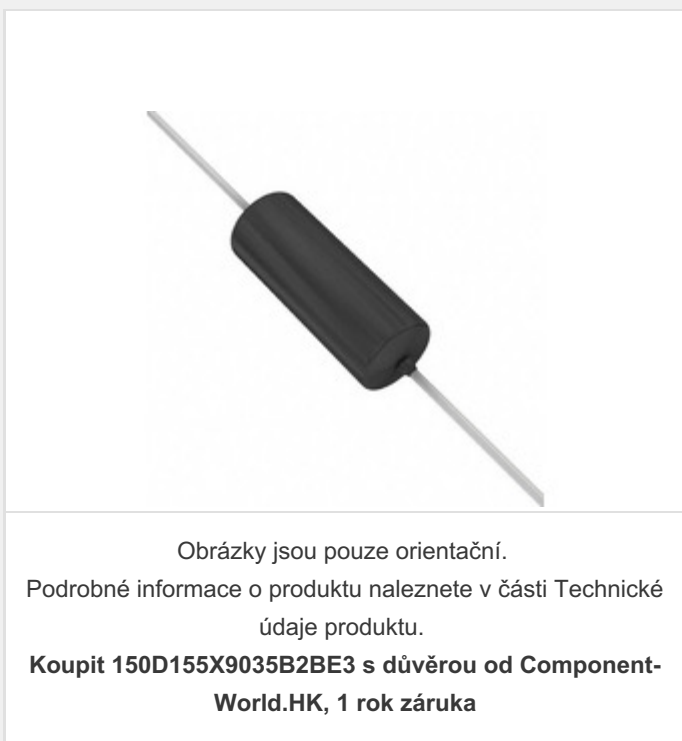 Obrázky jsou pouze orientační.
Podrobné informace o produktu naleznete v části Technické
údaje produktu.
Koupit 150D155X9035B2BE3 s důvěrou od Component-
World.HK, 1 rok záruka